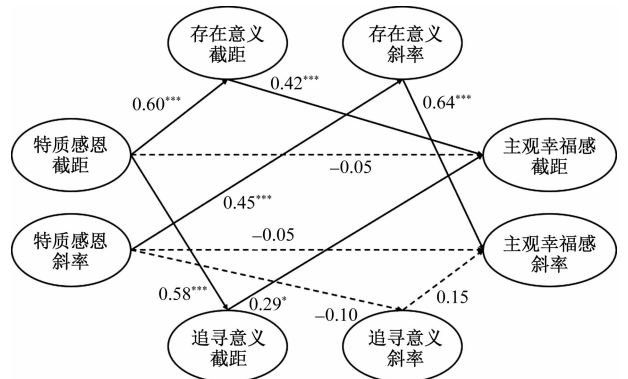 存在意义
截距
存在意义
斜率
0.60***
0.42***
0.64***
特质感恩
截距
主观幸福感
截距
-0.05
0.45***
特质感恩
斜率
-0.05
主观幸福感
斜率
0.58***
0.29*
-0.10
0.15
追寻意义
截距
追寻意义
斜率